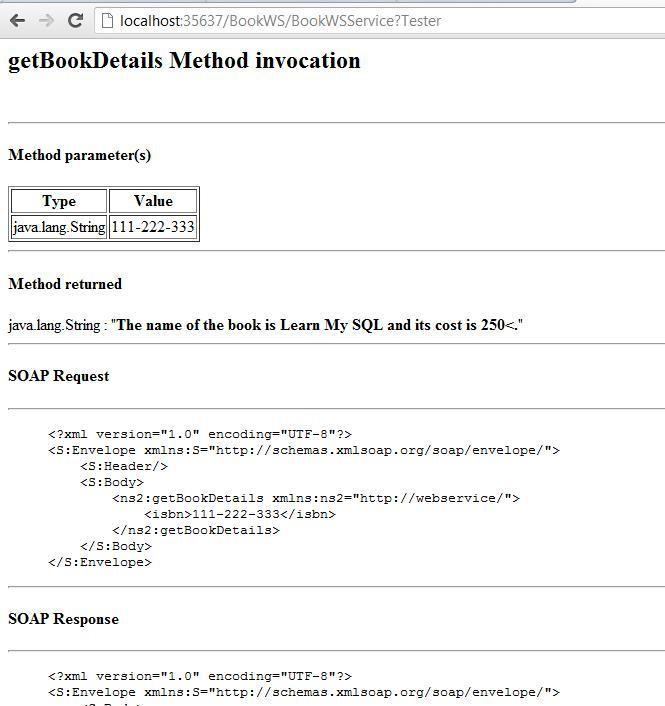 localhost:35637/BookWS/BookWSService?Tester
getBookDetails Method invocation
Method parameter(s)
Type Value
java.lang.String 111-222-333
Method returned
java.lang.String : "The name of the book is Learn My SQL and its cost is 250<."
SOAP Request
<?xml version="1.0" encoding="UTF-8"?>
<S:Envelope xmlns:S="http://schemas.xmlsoap.org/soap/envelope/">
<S:Header/>
<S:Body>
<ns2:getBookDetails xmlns:ns2="http://webservice/">
<isbn>111-222-333</isbn>
</ns2:getBookDetails>
</S:Body>
</S:Envelope>
SOAP Response
<?xml version="1.0" encoding="UTF-8"?>
<S:Envelope xmlns:S="http://schemas.xmlsoap.org/soap/envelope/">